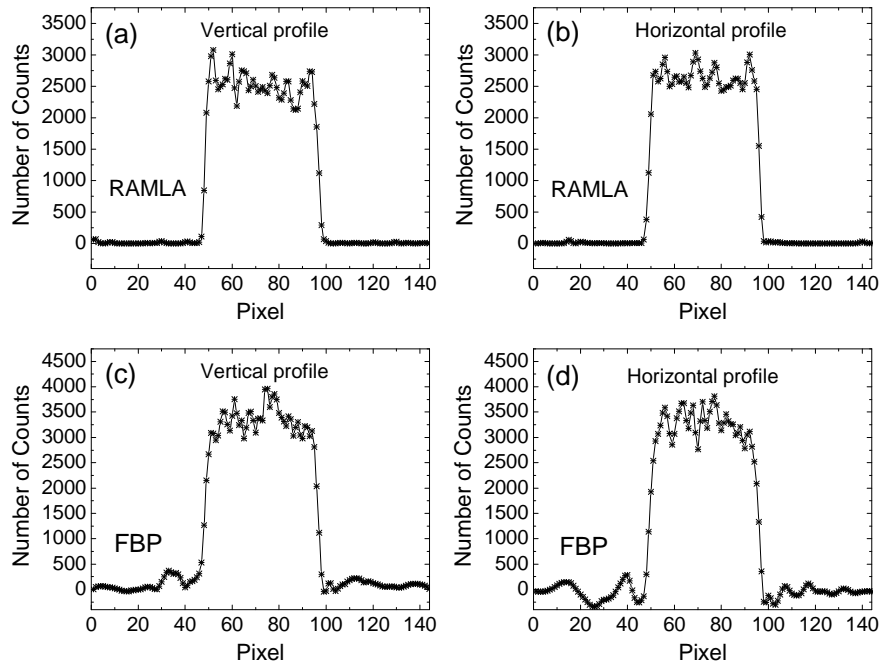 (a) Vertical profile
3500
3000
2500
2000
1500
1000
500
0
Number of Counts
RAMLA
0 20 40 60 80 100 120 140
Pixel
(b) Horizontal profile
3500
3000
2500
2000
1500
1000
500
0
Number of Counts
RAMLA
0 20 40 60 80 100 120 140
Pixel
(c) Vertical profile
4500
4000
3500
3000
2500
2000
1500
1000
500
0
Number of Counts
FBP
0 20 40 60 80 100 120 140
Pixel
(d) Horizontal profile
4500
4000
3500
3000
2500
2000
1500
1000
500
0
Number of Counts
FBP
0 20 40 60 80 100 120 140
Pixel